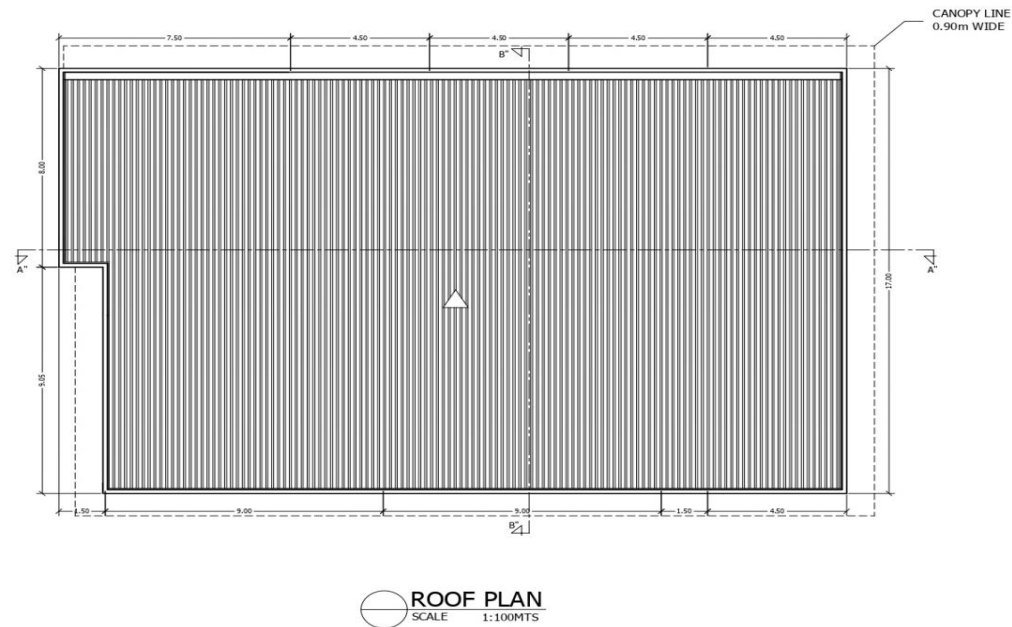 CANOPY LINE
0.90m WIDE
7.50
4.50
4.50
4.50
4.50
B"
8.00
A"
A"
17.00
9.05
1.50
9.00
9.00
1.50
4.50
B"
ROOF PLAN
SCALE 1:100MTS